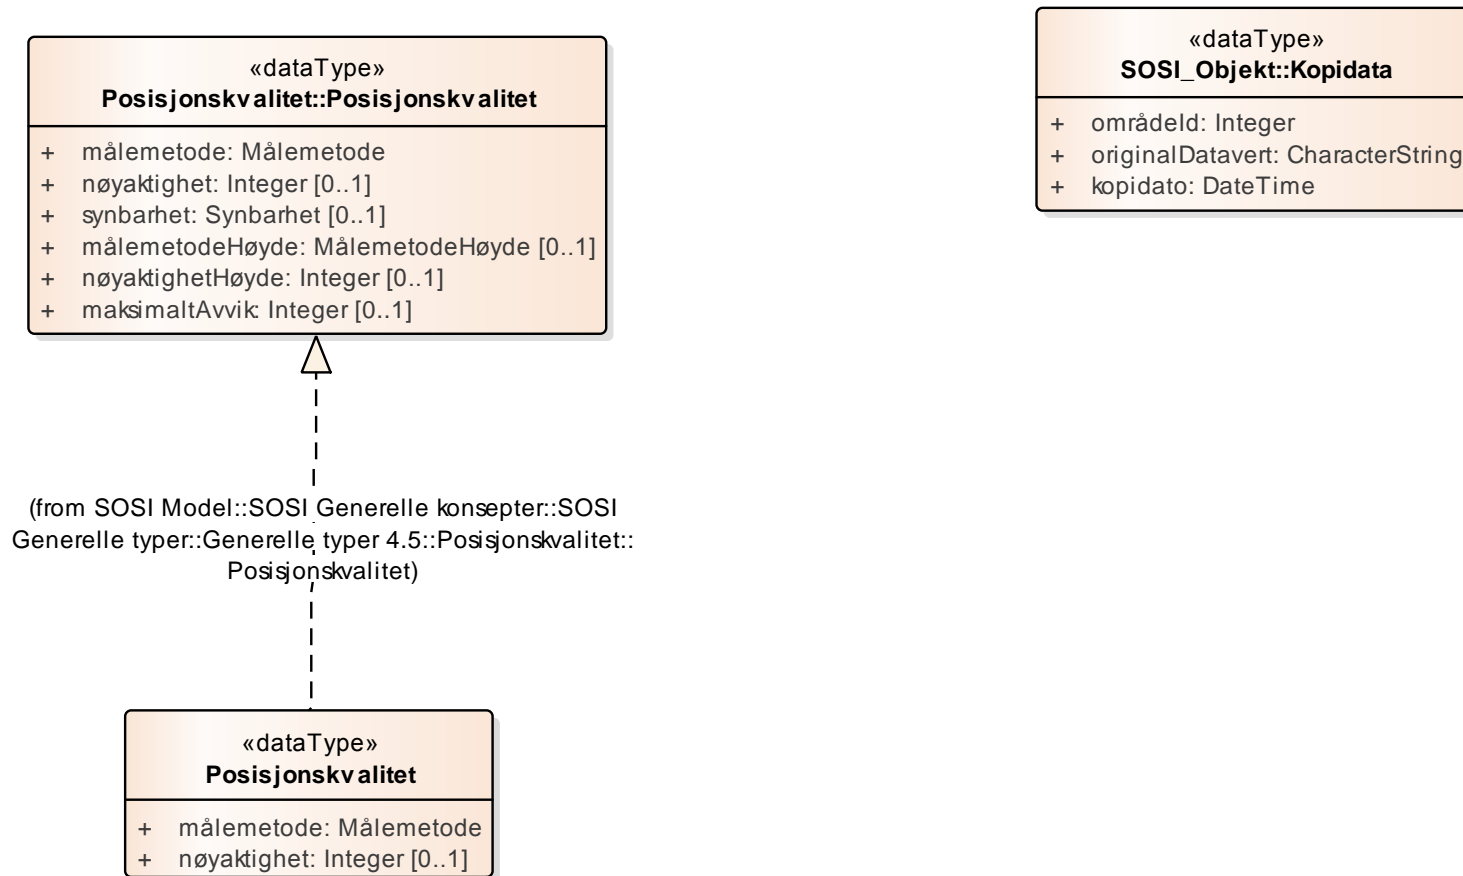 «dataType»
Posisjonskvalitet::Posisjonskvalitet
+ målemetode: Målemetode
+ nøyaktighet: Integer [0..1]
+ synbarhet: Synbarhet [0..1]
+ målemetodeHøyde: MålemetodeHøyde [0..1]
+ nøyaktighetHøyde: Integer [0..1]
+ maksimaltAvvik: Integer [0..1]
(from SOSI Model::SOSI Generelle konsepter::SOSI
Generelle typer::Generelle typer 4.5::Posisjonskvalitet::
Posisjonskvalitet)
«dataType»
Posisjonskvalitet
+ målemetode: Målemetode
+ nøyaktighet: Integer [0..1]
«dataType»
SOSI_Objekt::Kopidata
+ områdeId: Integer
+ originalDatavert: CharacterString
+ kopidato: DateTime